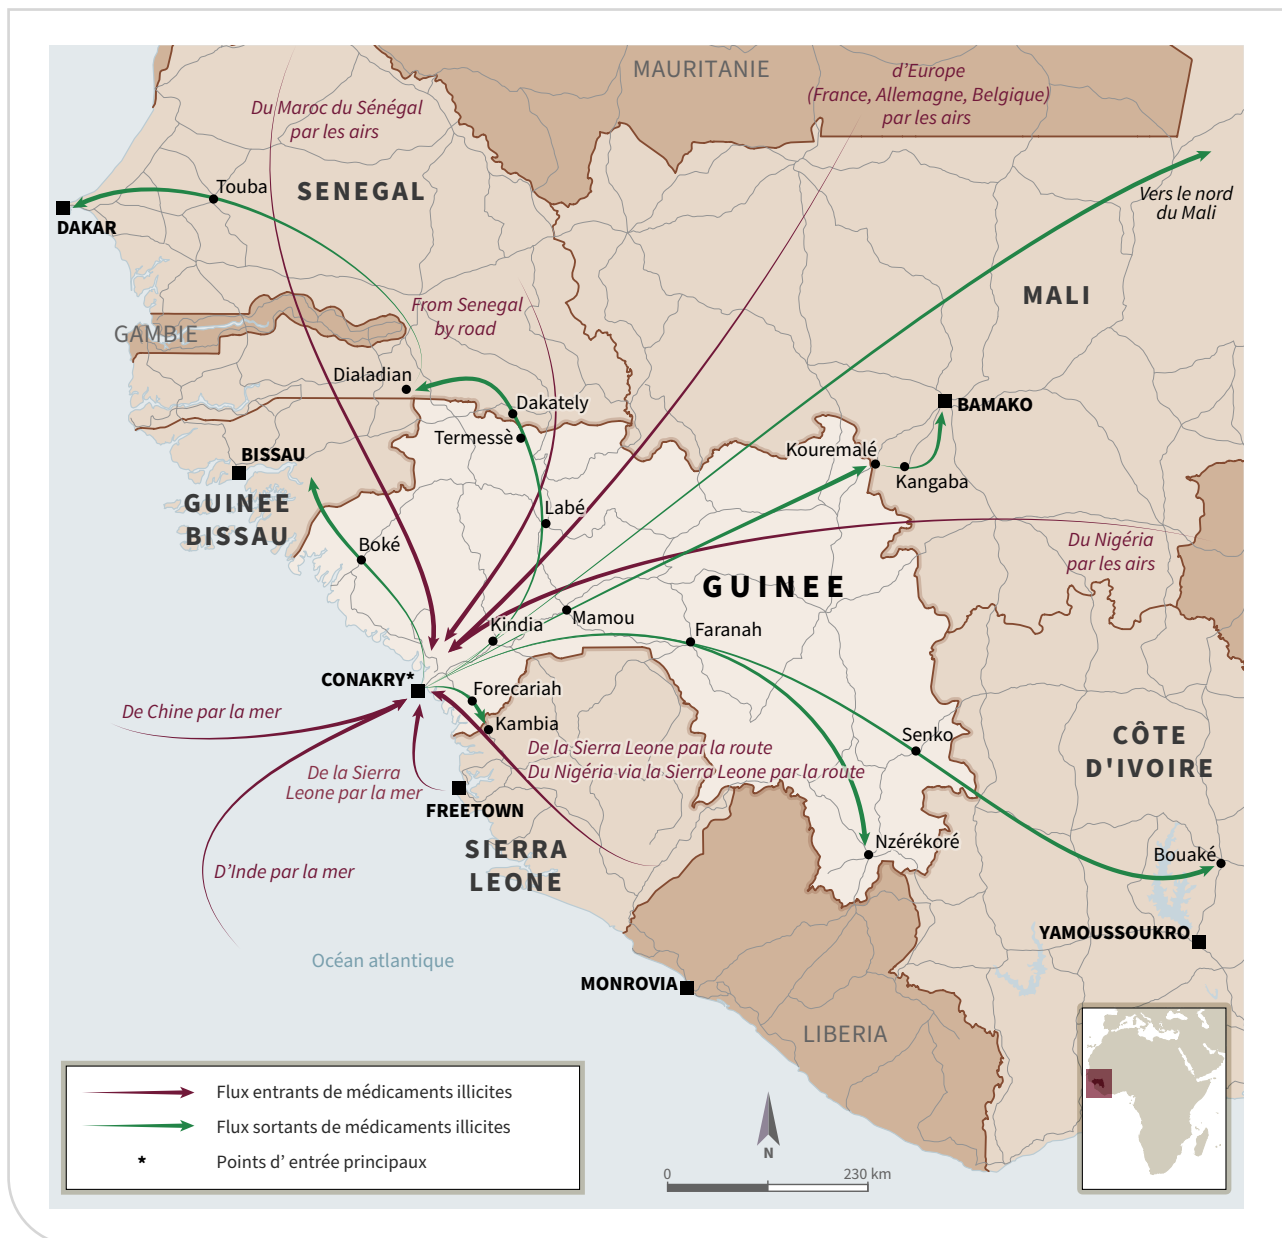 MAURITANIE
d'Europe
(France, Allemagne, Belgique)
par les airs
Du Maroc du Sénégal
par les airs
Touba
SENEGAL
Vers le nord
du Mali
DAKAR
MALI
From Senegal
by road
GAMBIE
Dialadian
Dakately
BAMAKO
Termessè
Kouremalé
Kangaba
BISSAU
GUINEE
BISSAU
Labé
Boké
Du Nigéria
par les airs
GUINEE
Kindia
Mamou
Faranah
CONAKRY*
Forecariah
Kambia
De Chine par la mer
De la Sierra Leone par la route
Du Nigéria via la Sierra Leone par la route
Senko
CÔTE
D'IVOIRE
De la Sierra
Leone par la mer
FREETOWN
SIERRA
LEONE
Nzérékoré
Bouaké
D'Inde par la mer
YAMOUSSOUKRO
Océan atlantique
MONROVIA
LIBERIA
Flux entrants de médicaments illicites
Flux sortants de médicaments illicites
* Points d' entrée principaux
N
0 230 km